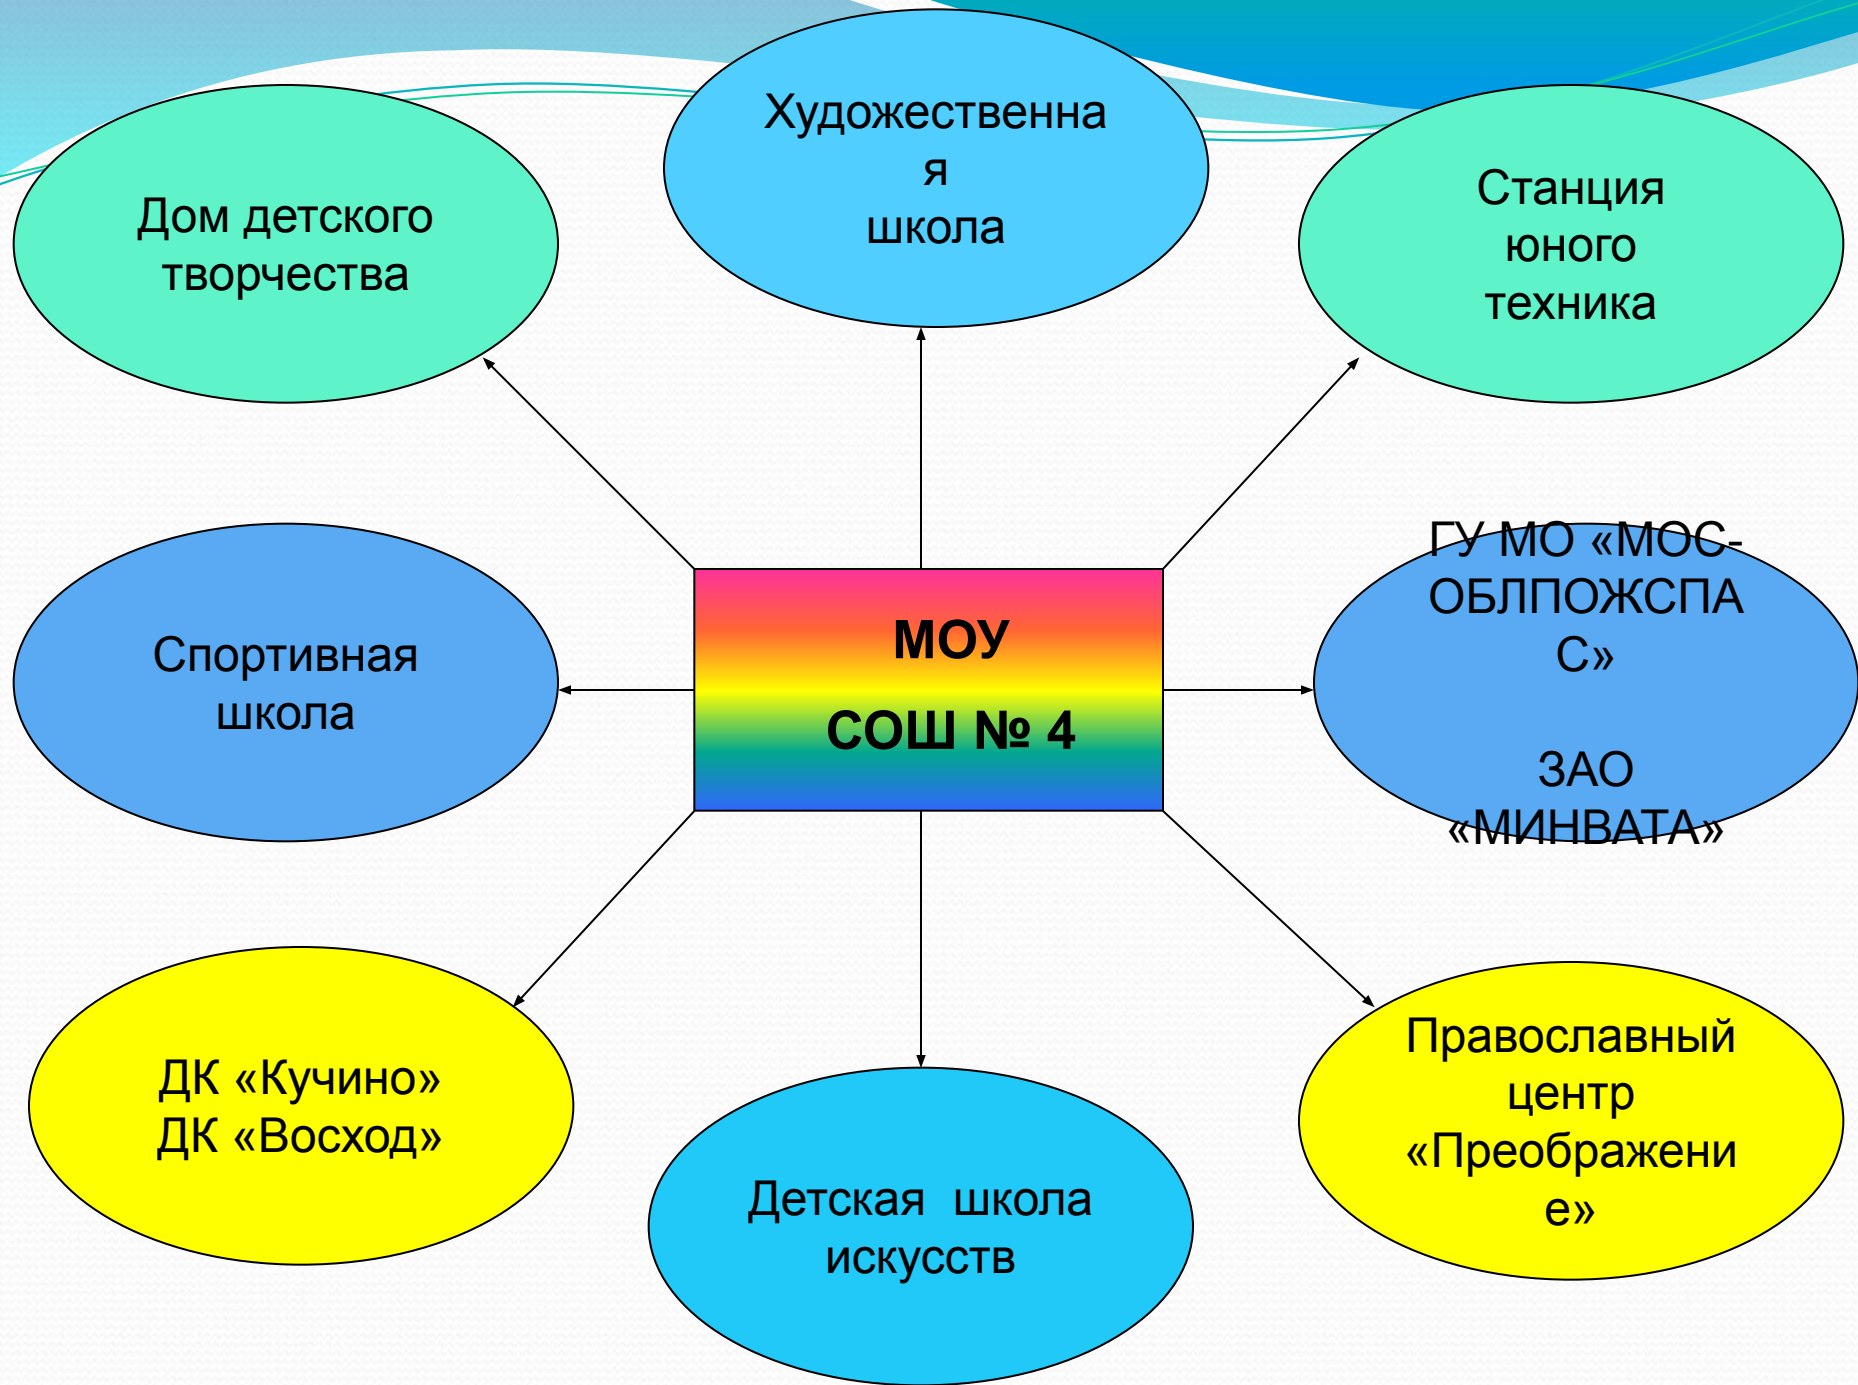 Художественна
я
школа
Дом детского
творчества
Станция
юного
техника
Спортивная
школа
МОУ
СОШ № 4
ГУ МО «МОС-
ОБЛПОЖСПА
С»
ЗАО
«МИНВАТА»
ДК «Кучино»
ДК «Восход»
Детская школа
искусств
Православный
центр
«Преображени
е»